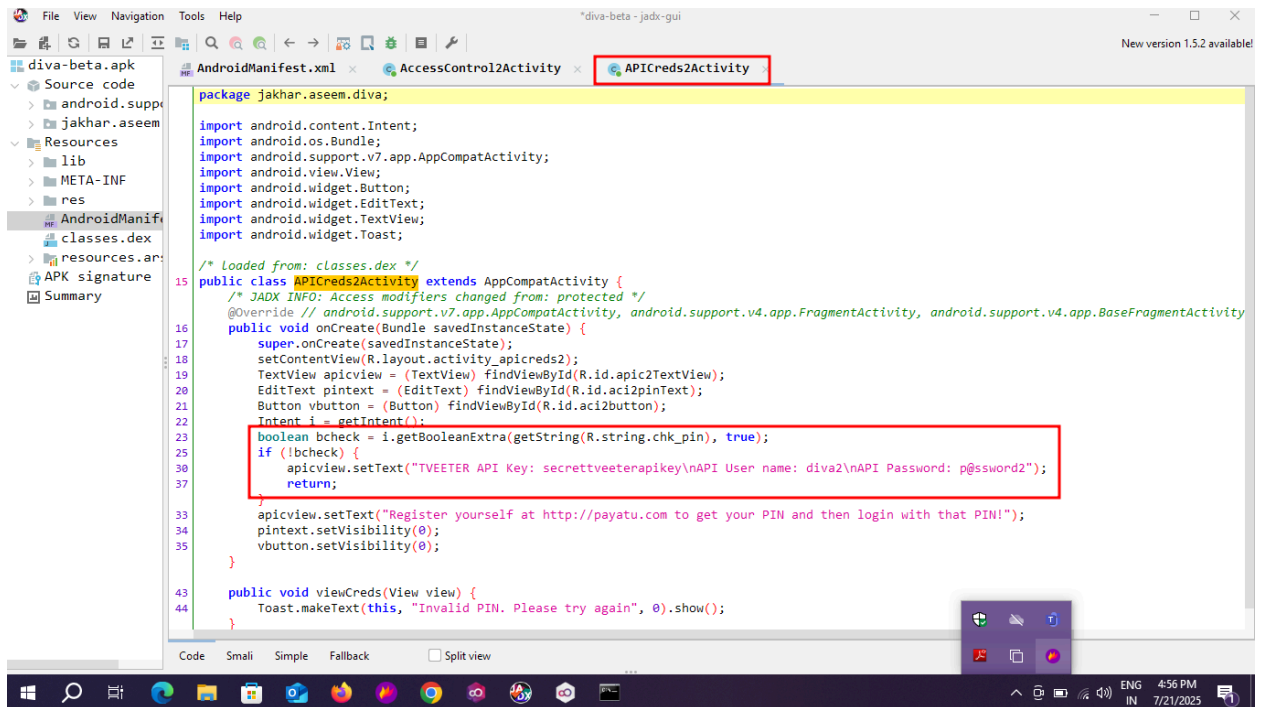 File View Navigation Tools Help *diva-beta - jadx-gui
New version 1.5.2 available!
diva-beta.apk
Source code
android.suppo
jakhar.aseem
Resources
lib
META-INF
res
AndroidManife
classes.dex
resources.ars
APK signature
Summary
AndroidManifest.xml AccessControl2Activity APICreds2Activity
package jakhar.aseem.diva;
import android.content.Intent;
import android.os.Bundle;
import android.support.v7.app.AppCompatActivity;
import android.view.View;
import android.widget.Button;
import android.widget.EditText;
import android.widget.TextView;
import android.widget.Toast;
/* loaded from: classes.dex */
15 public class APICreds2Activity extends AppCompatActivity {
/* JADX INFO: Access modifiers changed from: protected */
@Override // android.support.v7.app.AppCompatActivity, android.support.v4.app.FragmentActivity, android.support.v4.app.BaseFragmentActivity
16 public void onCreate(Bundle savedInstanceState) {
17 super.onCreate(savedInstanceState);
18 setContentView(R.layout.activity_apicreds2);
19 TextView apicview = (TextView) findViewById(R.id.apic2TextView);
20 EditText pintext = (EditText) findViewById(R.id.aci2pinText);
21 Button vbutton = (Button) findViewById(R.id.aci2button);
22 Intent i = getIntent();
23 boolean bcheck = i.getBooleanExtra(getString(R.string.chk_pin), true);
25 if (!bcheck) {
30 apicview.setText("TVEETER API Key: secrettveeterapikey\nAPI User name: diva2\nAPI Password: p@ssword2");
37 return;
}
33 apicview.setText("Register yourself at http://payatu.com to get your PIN and then login with that PIN!");
34 pintext.setVisibility(0);
35 vbutton.setVisibility(0);
}
43 public void viewCreds(View view) {
44 Toast.makeText(this, "Invalid PIN. Please try again", 0).show();
}
Code Smali Simple Fallback Split view
ENG 4:56 PM
IN 7/21/2025